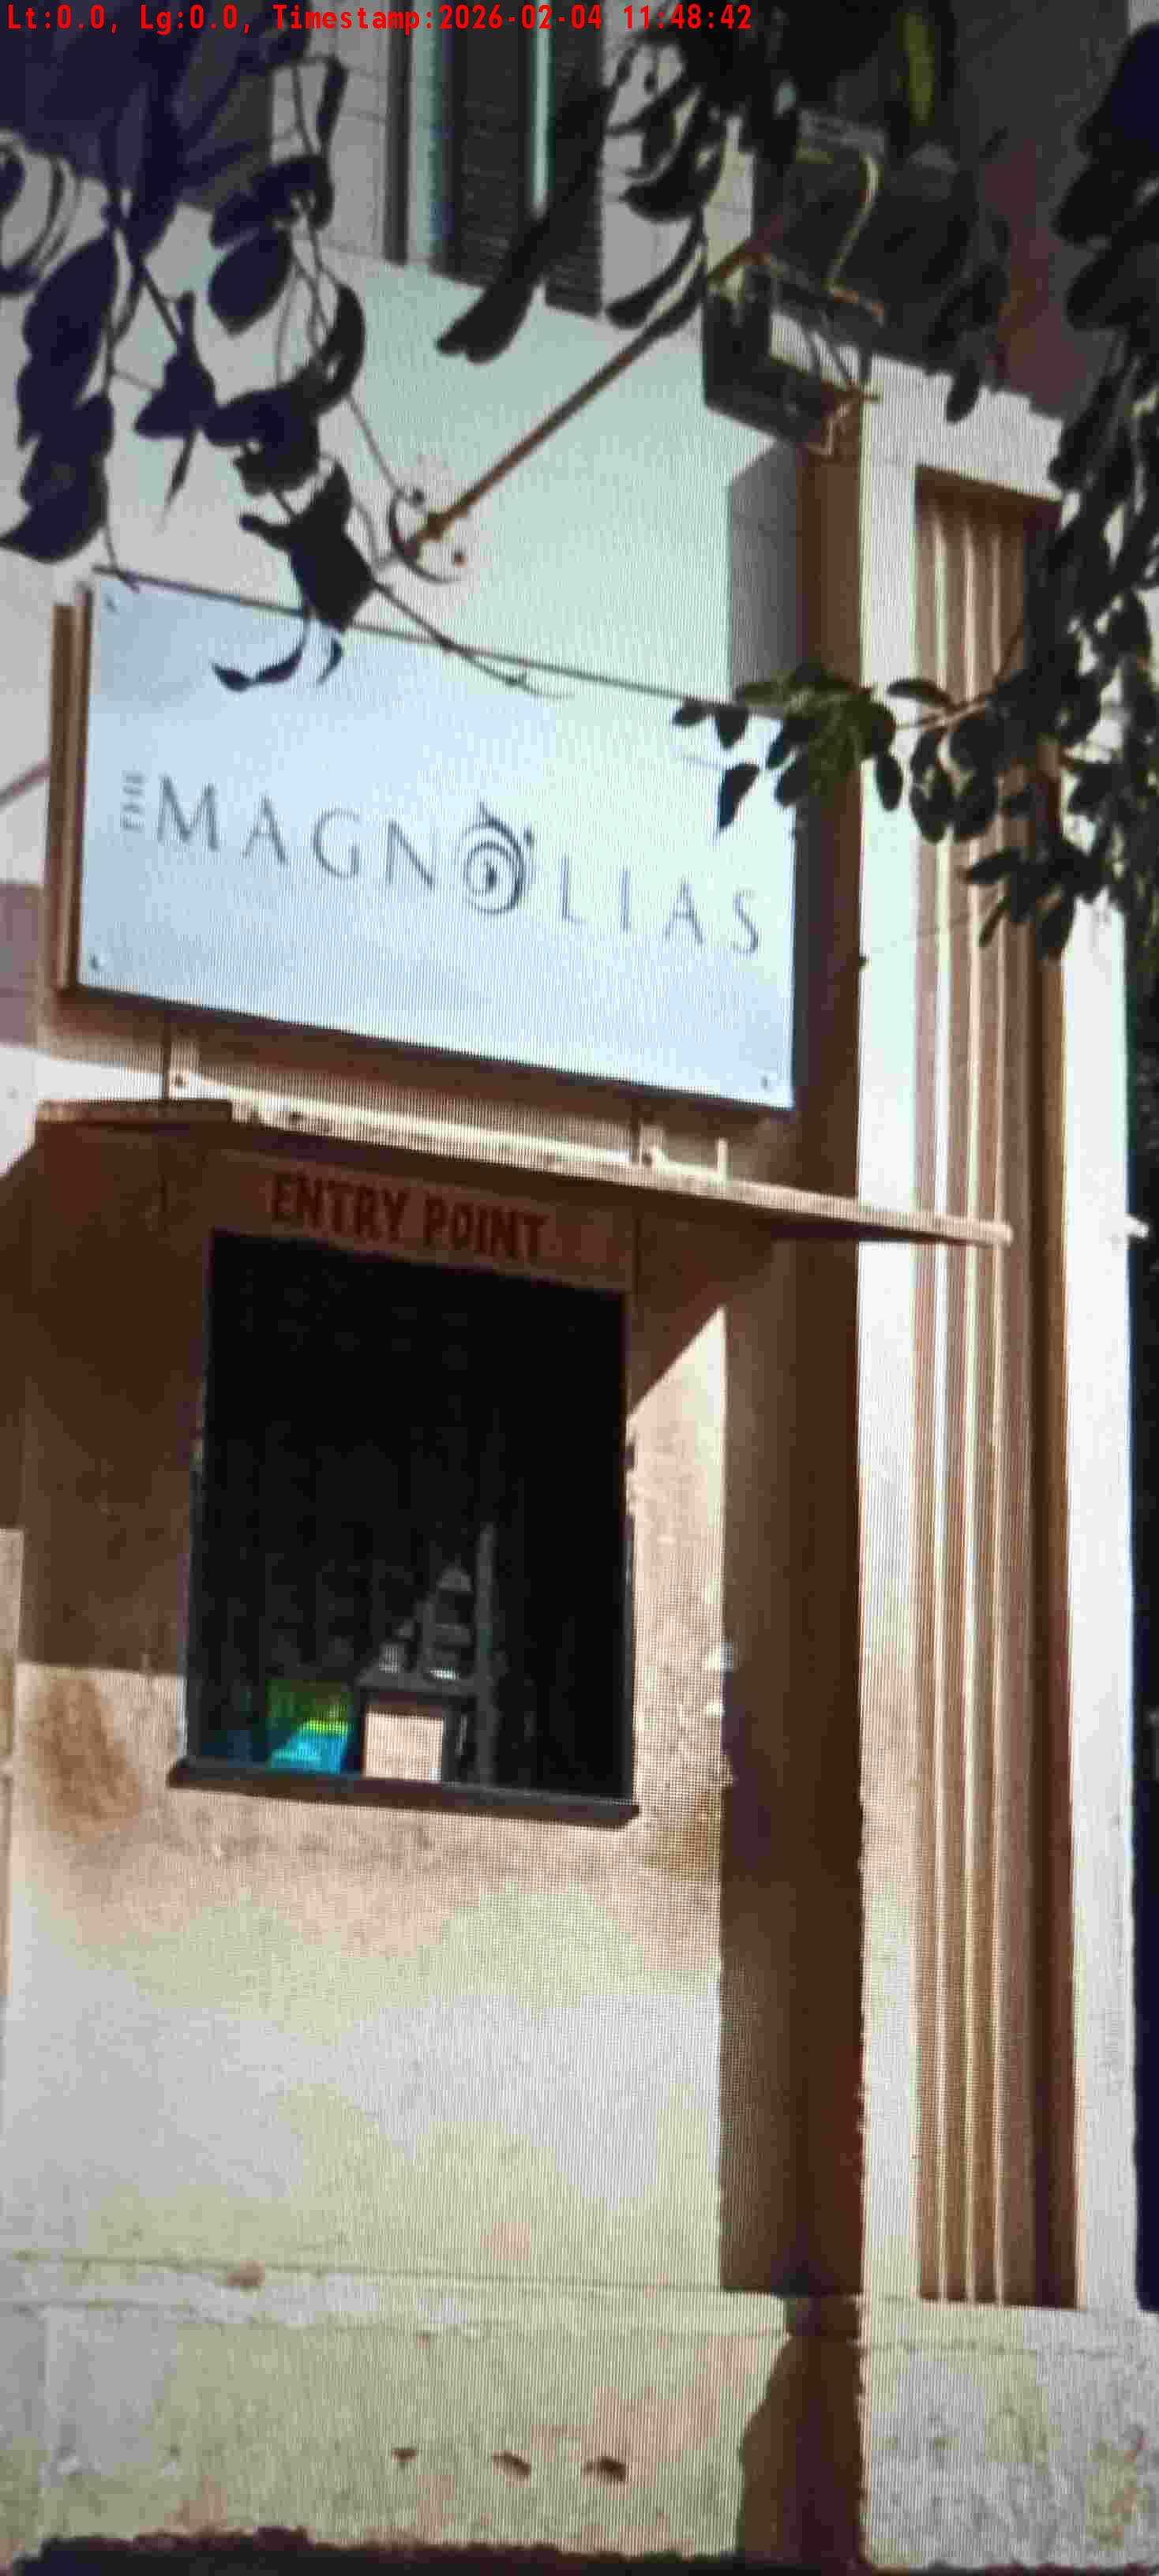 Lt:0.0, Lg:0.0, Timestamp:2026-02-04 11:48:42
THE MAGNOLIAS
ENTRY POINT